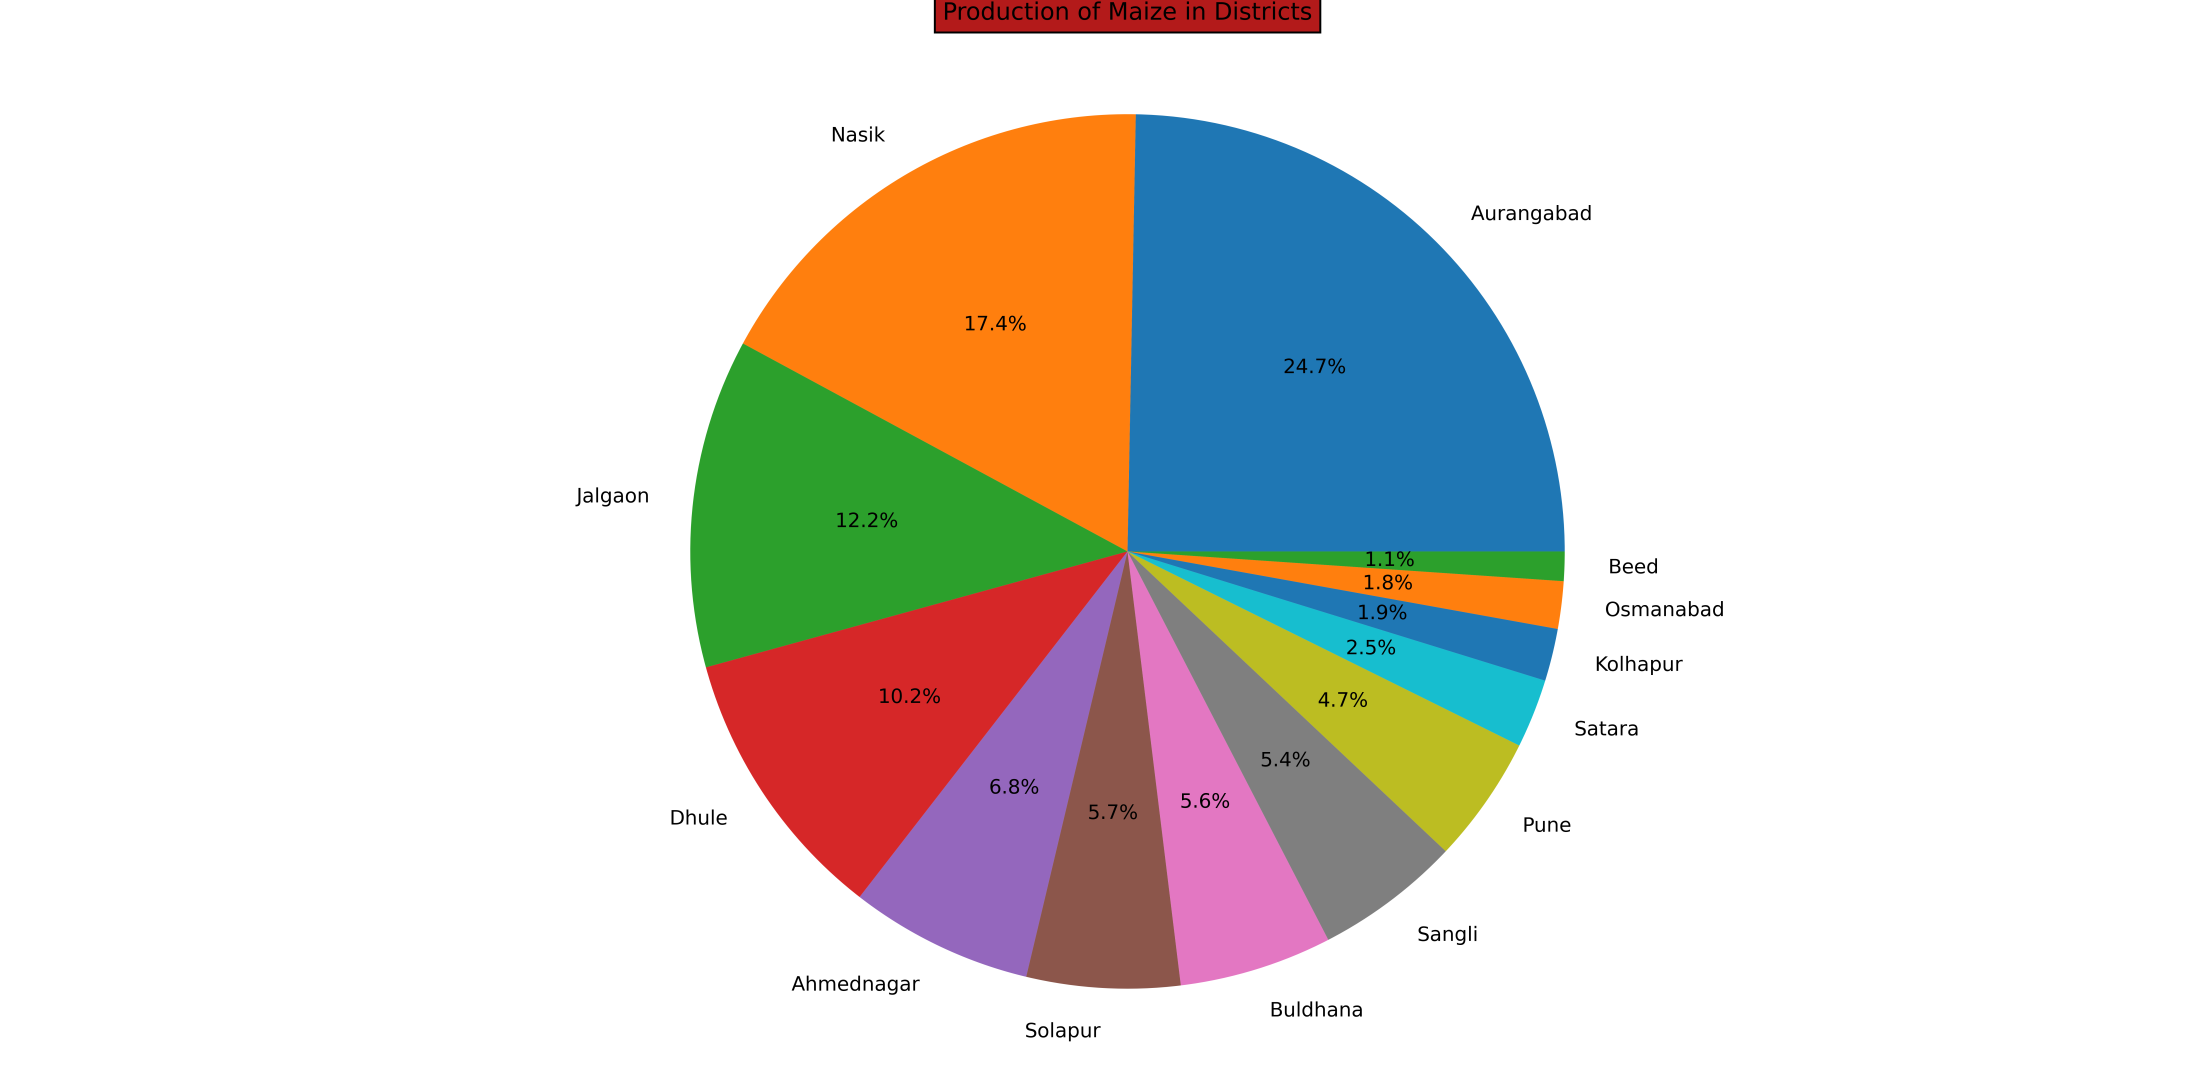 Production of Maize in Districts
Nasik
Aurangabad
17.4%
24.7%
Jalgaon
12.2%
1.1%
Beed
1.8%
Osmanabad
1.9%
Kolhapur
2.5%
Satara
10.2%
4.7%
Dhule
6.8%
5.7%
5.6%
5.4%
Pune
Sangli
Ahmednagar
Buldhana
Solapur